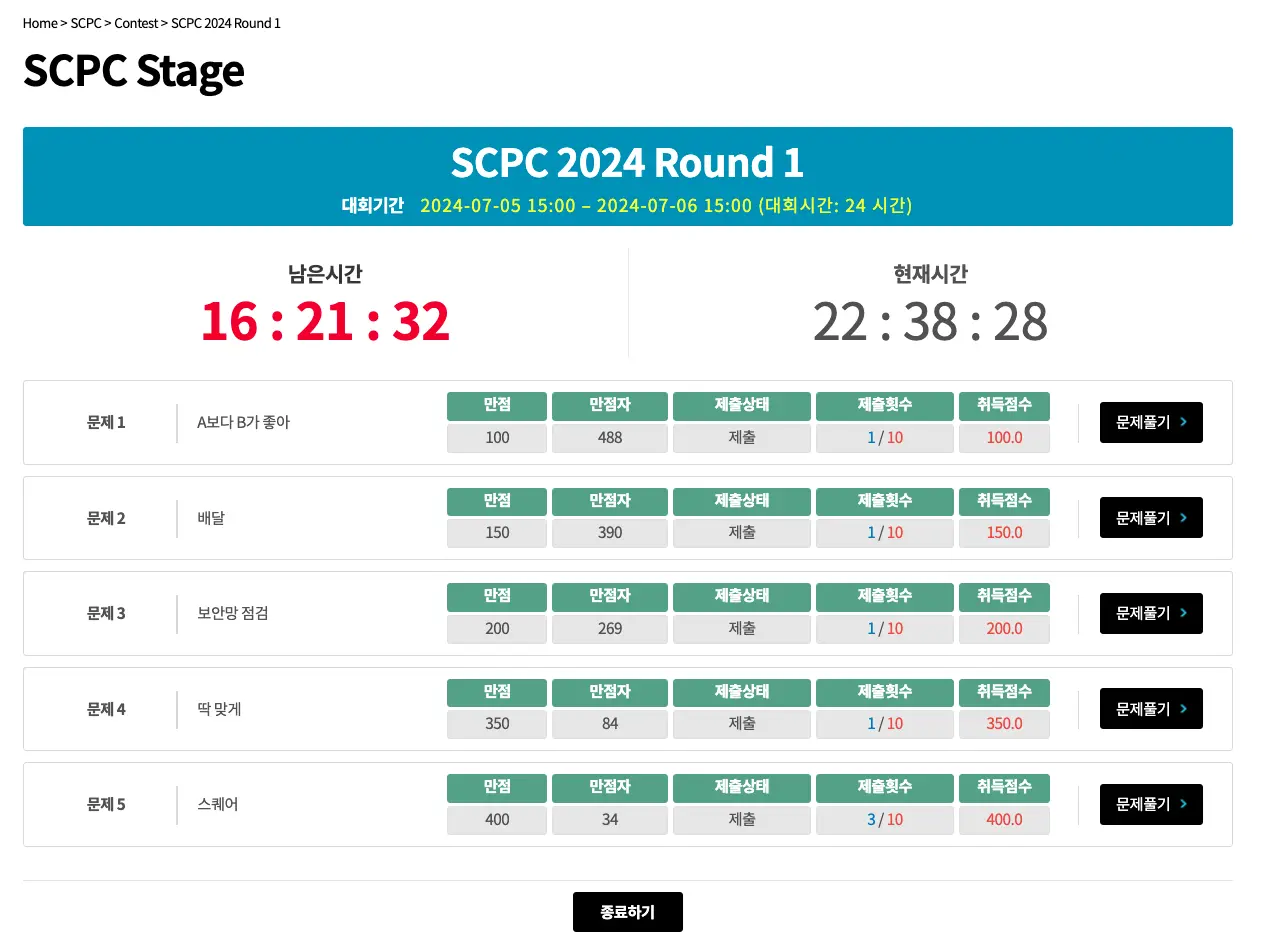 Home > SCPC > Contest > SCPC 2024 Round 1
SCPC Stage
SCPC 2024 Round 1
대회기간 2024-07-05 15:00 – 2024-07-06 15:00 (대회시간: 24 시간)
남은시간 현재시간
16 : 21 : 32 22 : 38 : 28
만점 만점자 제출상태 제출횟수 취득점수
문제 1 A보다 B가 좋아 문제풀기 >
100 488 제출 1 / 10 100.0
만점 만점자 제출상태 제출횟수 취득점수
문제 2 배달 문제풀기 >
150 390 제출 1 / 10 150.0
만점 만점자 제출상태 제출횟수 취득점수
문제 3 보안망 점검 문제풀기 >
200 269 제출 1 / 10 200.0
만점 만점자 제출상태 제출횟수 취득점수
문제 4 딱 맞게 문제풀기 >
350 84 제출 1 / 10 350.0
만점 만점자 제출상태 제출횟수 취득점수
문제 5 스퀘어 문제풀기 >
400 34 제출 3 / 10 400.0
종료하기